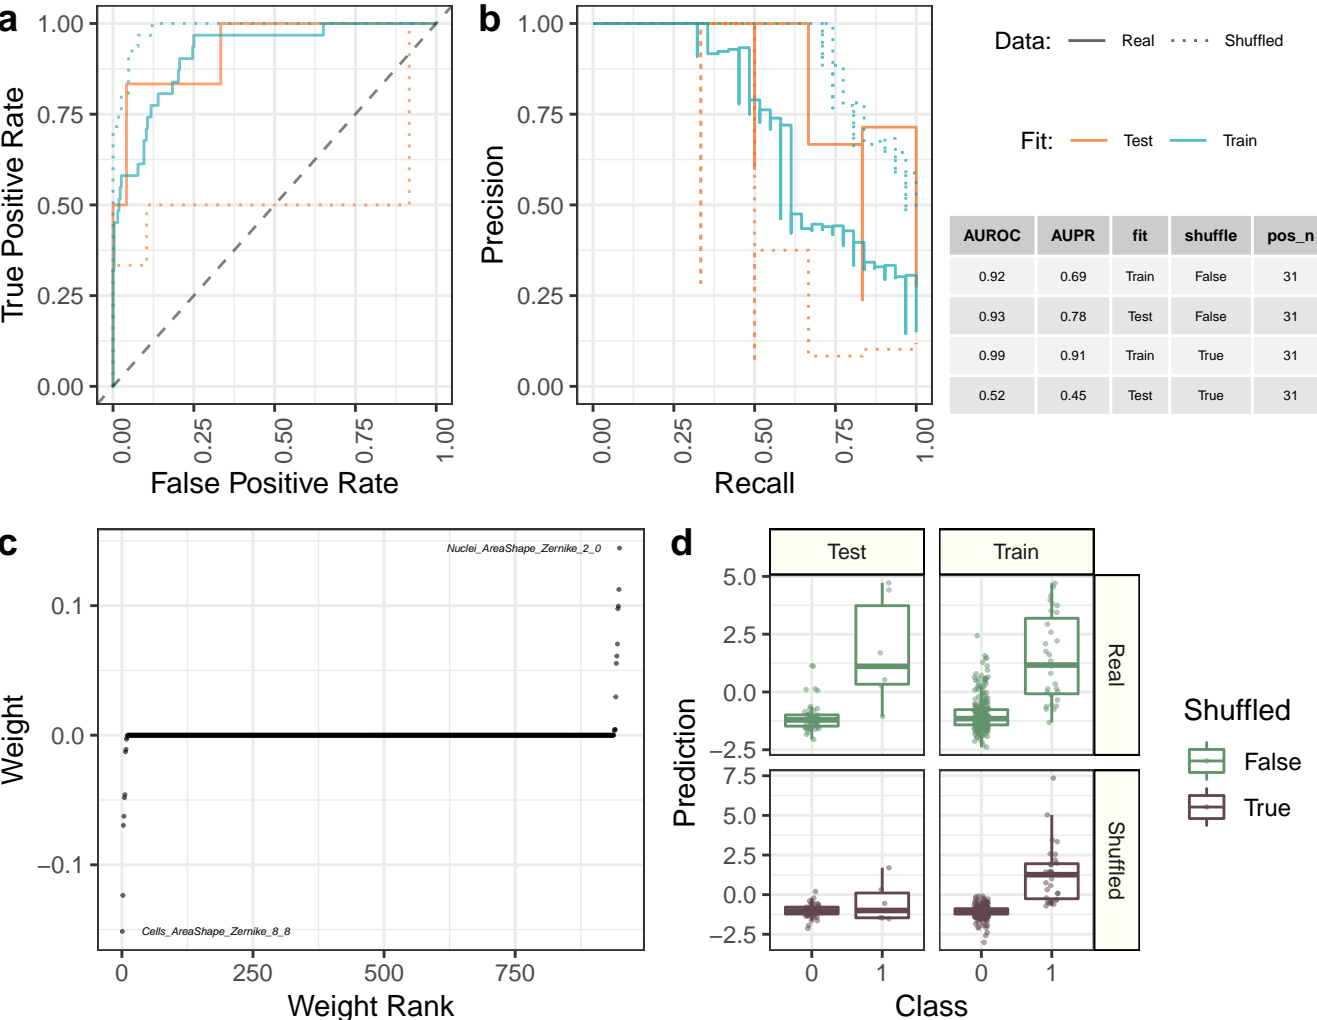 a
1.00
0.75
0.50
0.25
0.00
True Positive Rate
0.00
0.25
0.50
0.75
1.00
False Positive Rate
b
1.00
0.75
0.50
0.25
0.00
Precision
0.00
0.25
0.50
0.75
1.00
Recall
Data: Real Shuffled
Fit: Test Train
AUROC AUPR fit shuffle pos_n
0.92 0.69 Train False 31
0.93 0.78 Test False 31
0.99 0.91 Train True 31
0.52 0.45 Test True 31
c
Nuclei_AreaShape_Zernike_2_0
0.1
0.0
−0.1
Weight
Cells_AreaShape_Zernike_8_8
0 250 500 750
Weight Rank
d
Test Train
5.0
2.5
0.0
−2.5
Real
7.5
5.0
2.5
0.0
−2.5
Shuffled
Prediction
0 1 0 1
Class
Shuffled
False
True